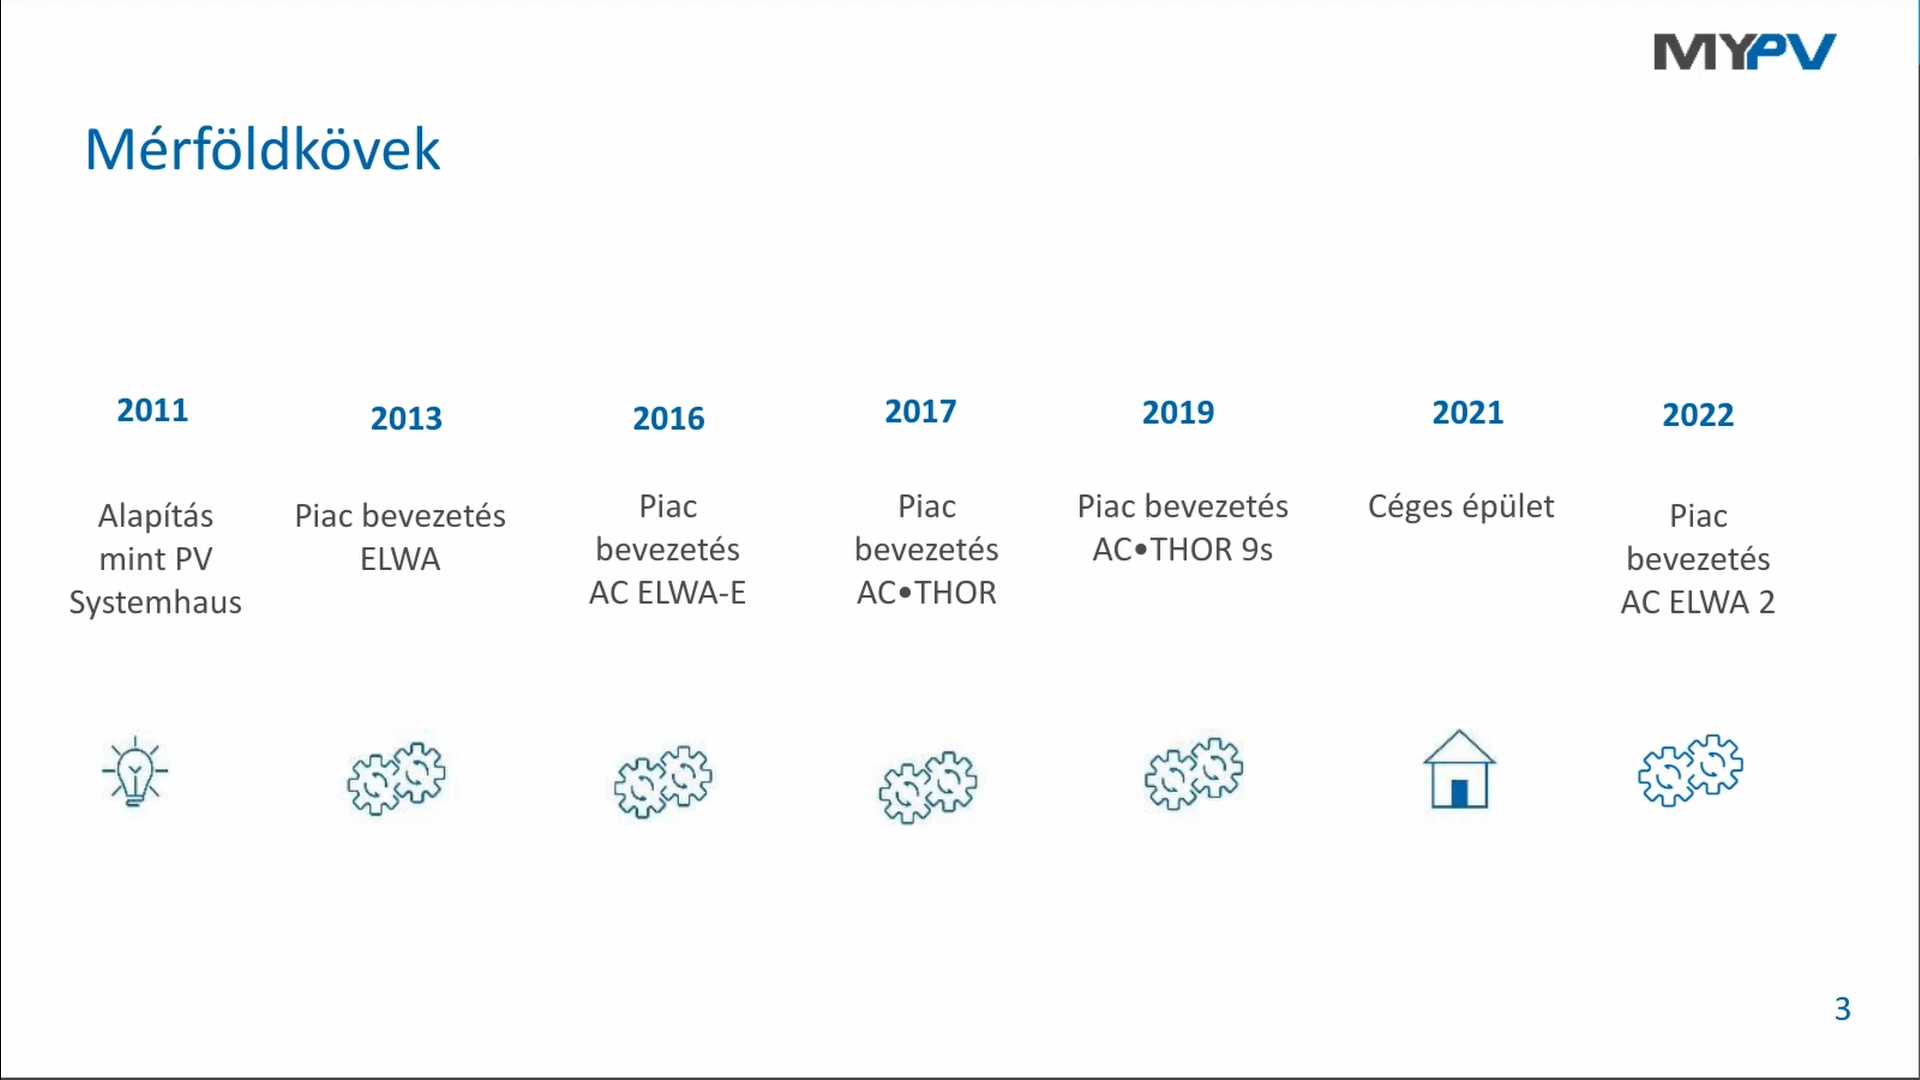 MYPV
Mérföldkövek
2011
Alapítás
mint PV
Systemhaus
2013
Piac bevezetés
ELWA
2016
Piac
bevezetés
AC ELWA-E
2017
Piac
bevezetés
AC•THOR
2019
Piac bevezetés
AC•THOR 9s
2021
Céges épület
2022
Piac
bevezetés
AC ELWA 2
3